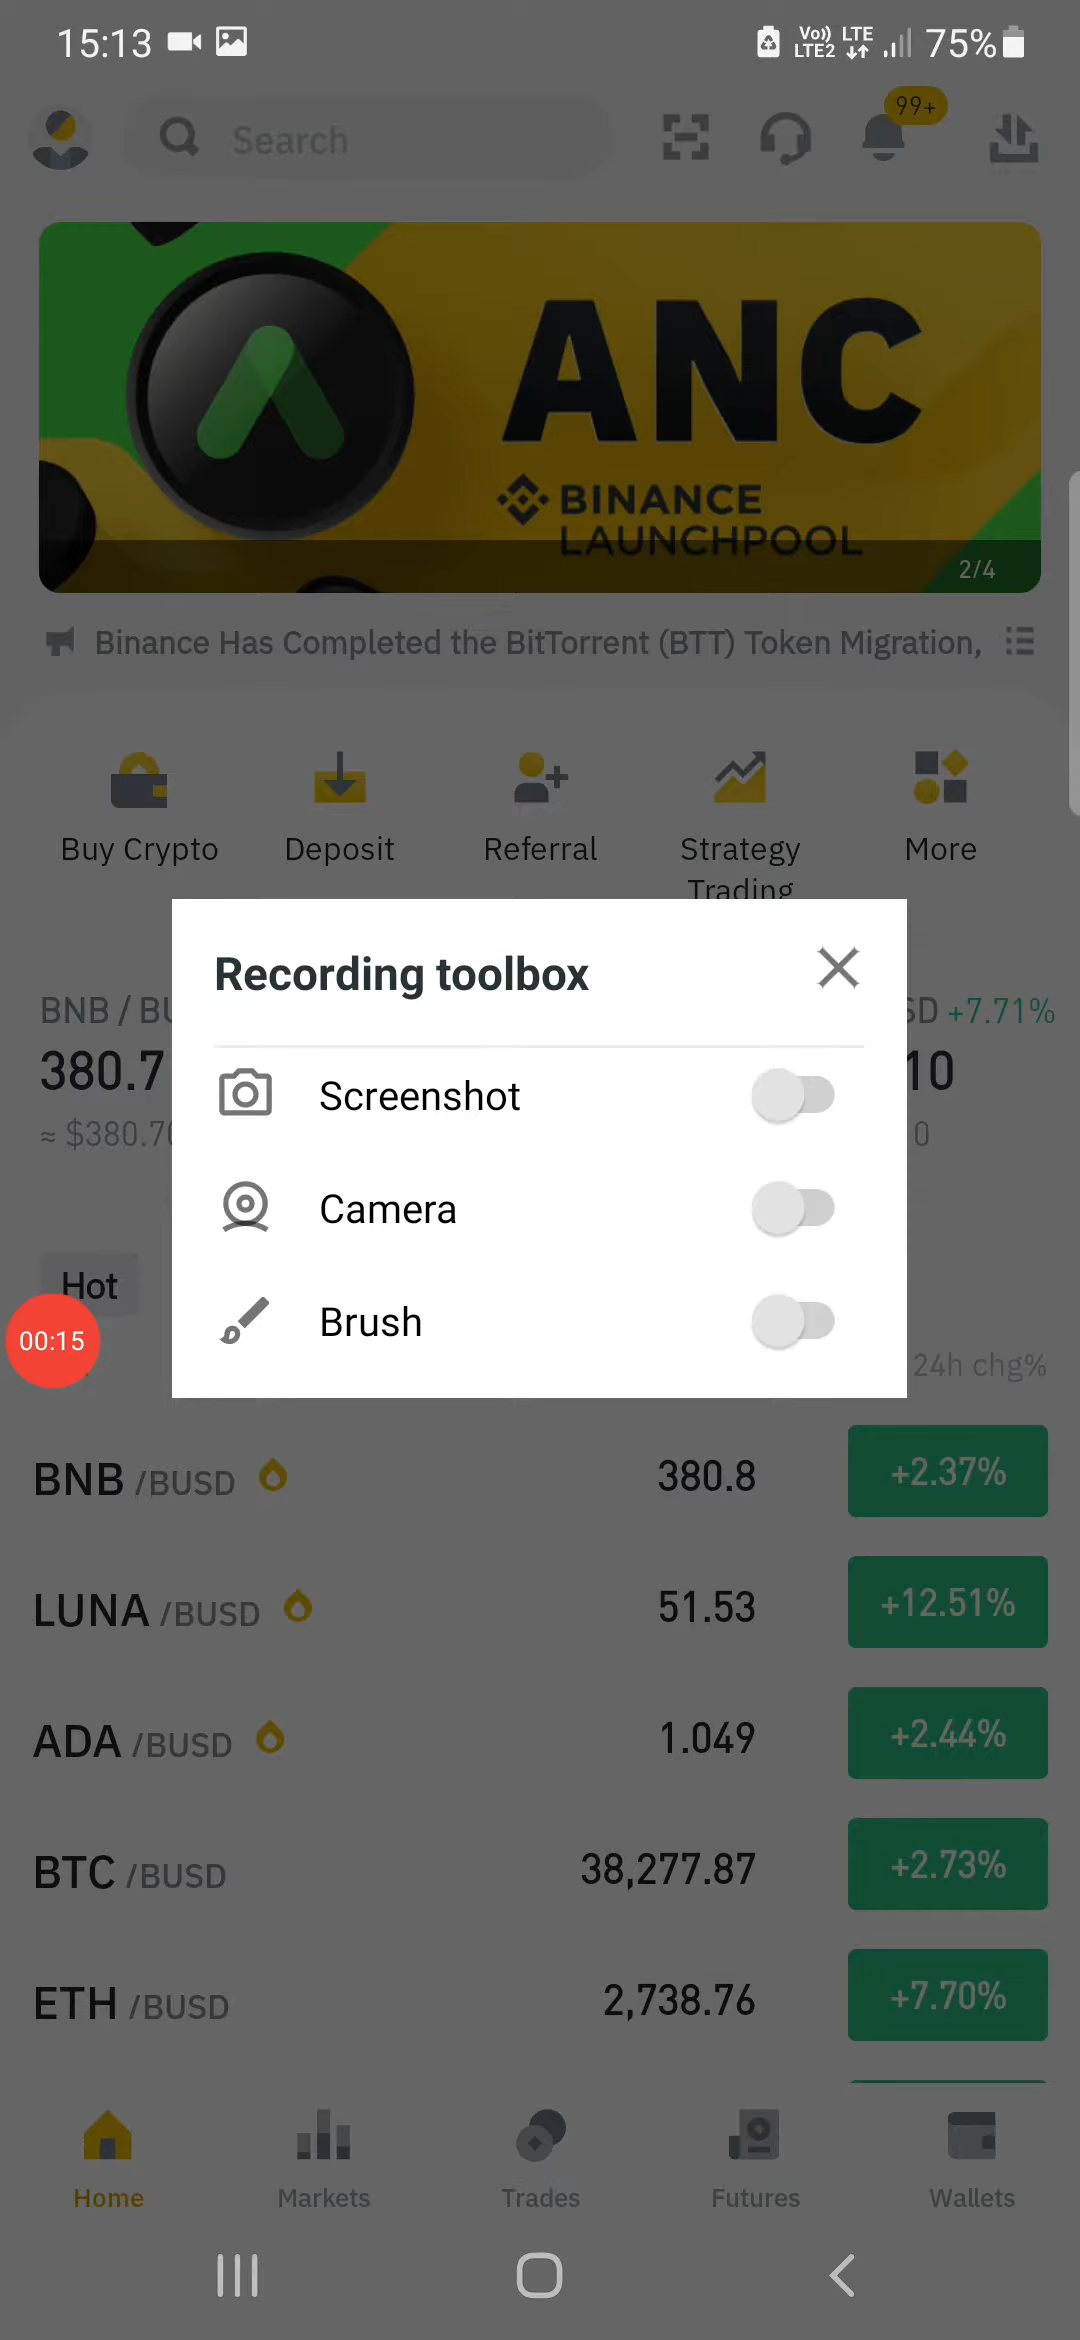 15:13 Vo)) LTE2 LTE 75%
Search 99+
ANC
BINANCE
LAUNCHPOOL
2/4
Binance Has Completed the BitTorrent (BTT) Token Migration,
Buy Crypto Deposit Referral Strategy Trading More
Recording toolbox
BNB / BU SD +7.71%
380.7 10
≈ $380.70 0
Screenshot
Camera
Hot
Brush
00:15
24h chg%
BNB /BUSD 380.8 +2.37%
LUNA /BUSD 51.53 +12.51%
ADA /BUSD 1.049 +2.44%
BTC /BUSD 38,277.87 +2.73%
ETH /BUSD 2,738.76 +7.70%
Home Markets Trades Futures Wallets